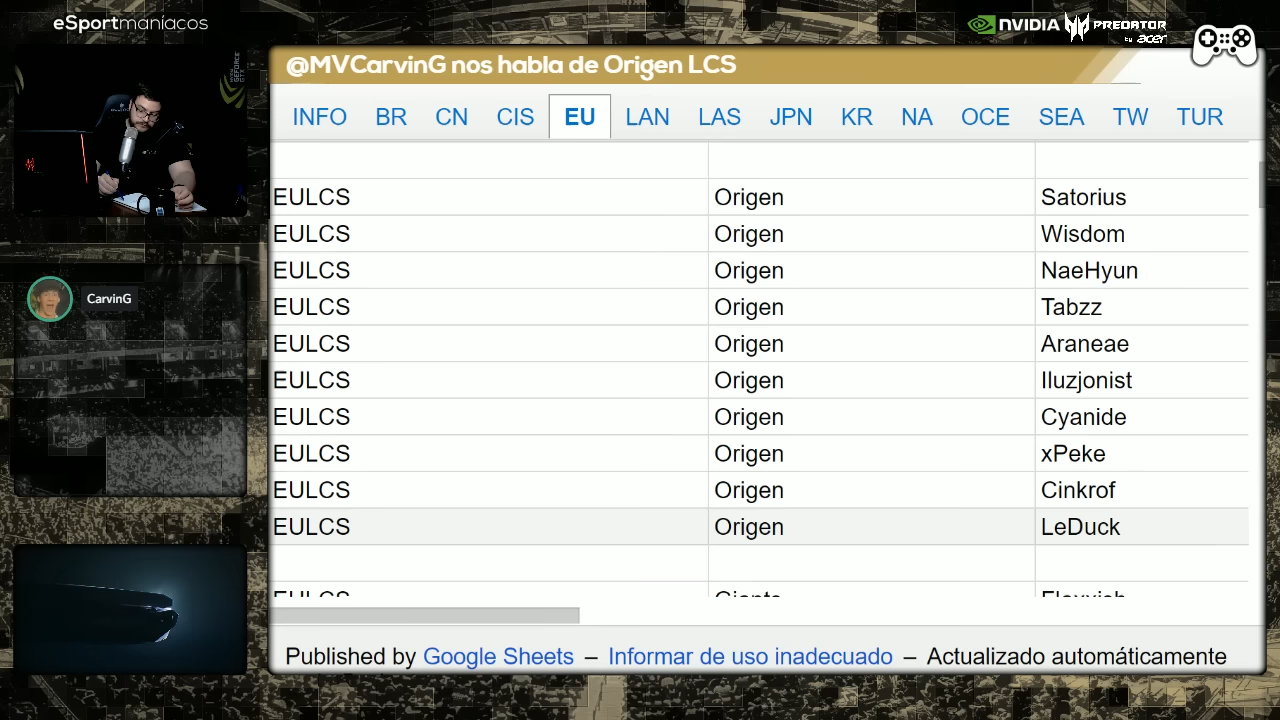 eSportmaníacos
NVIDIA
PREDATOR
by acer
@MVCarvinG nos habla de Origen LCS
INFO BR CN CIS EU LAN LAS JPN KR NA OCE SEA TW TUR
EULCS Origen Satorius
EULCS Origen Wisdom
EULCS Origen NaeHyun
EULCS Origen Tabzz
EULCS Origen Araneae
EULCS Origen Iluzjonist
EULCS Origen Cyanide
EULCS Origen xPeke
EULCS Origen Cinkrof
EULCS Origen LeDuck
EULCS Giants
CarvinG
Published by Google Sheets – Informar de uso inadecuado – Actualizado automáticamente